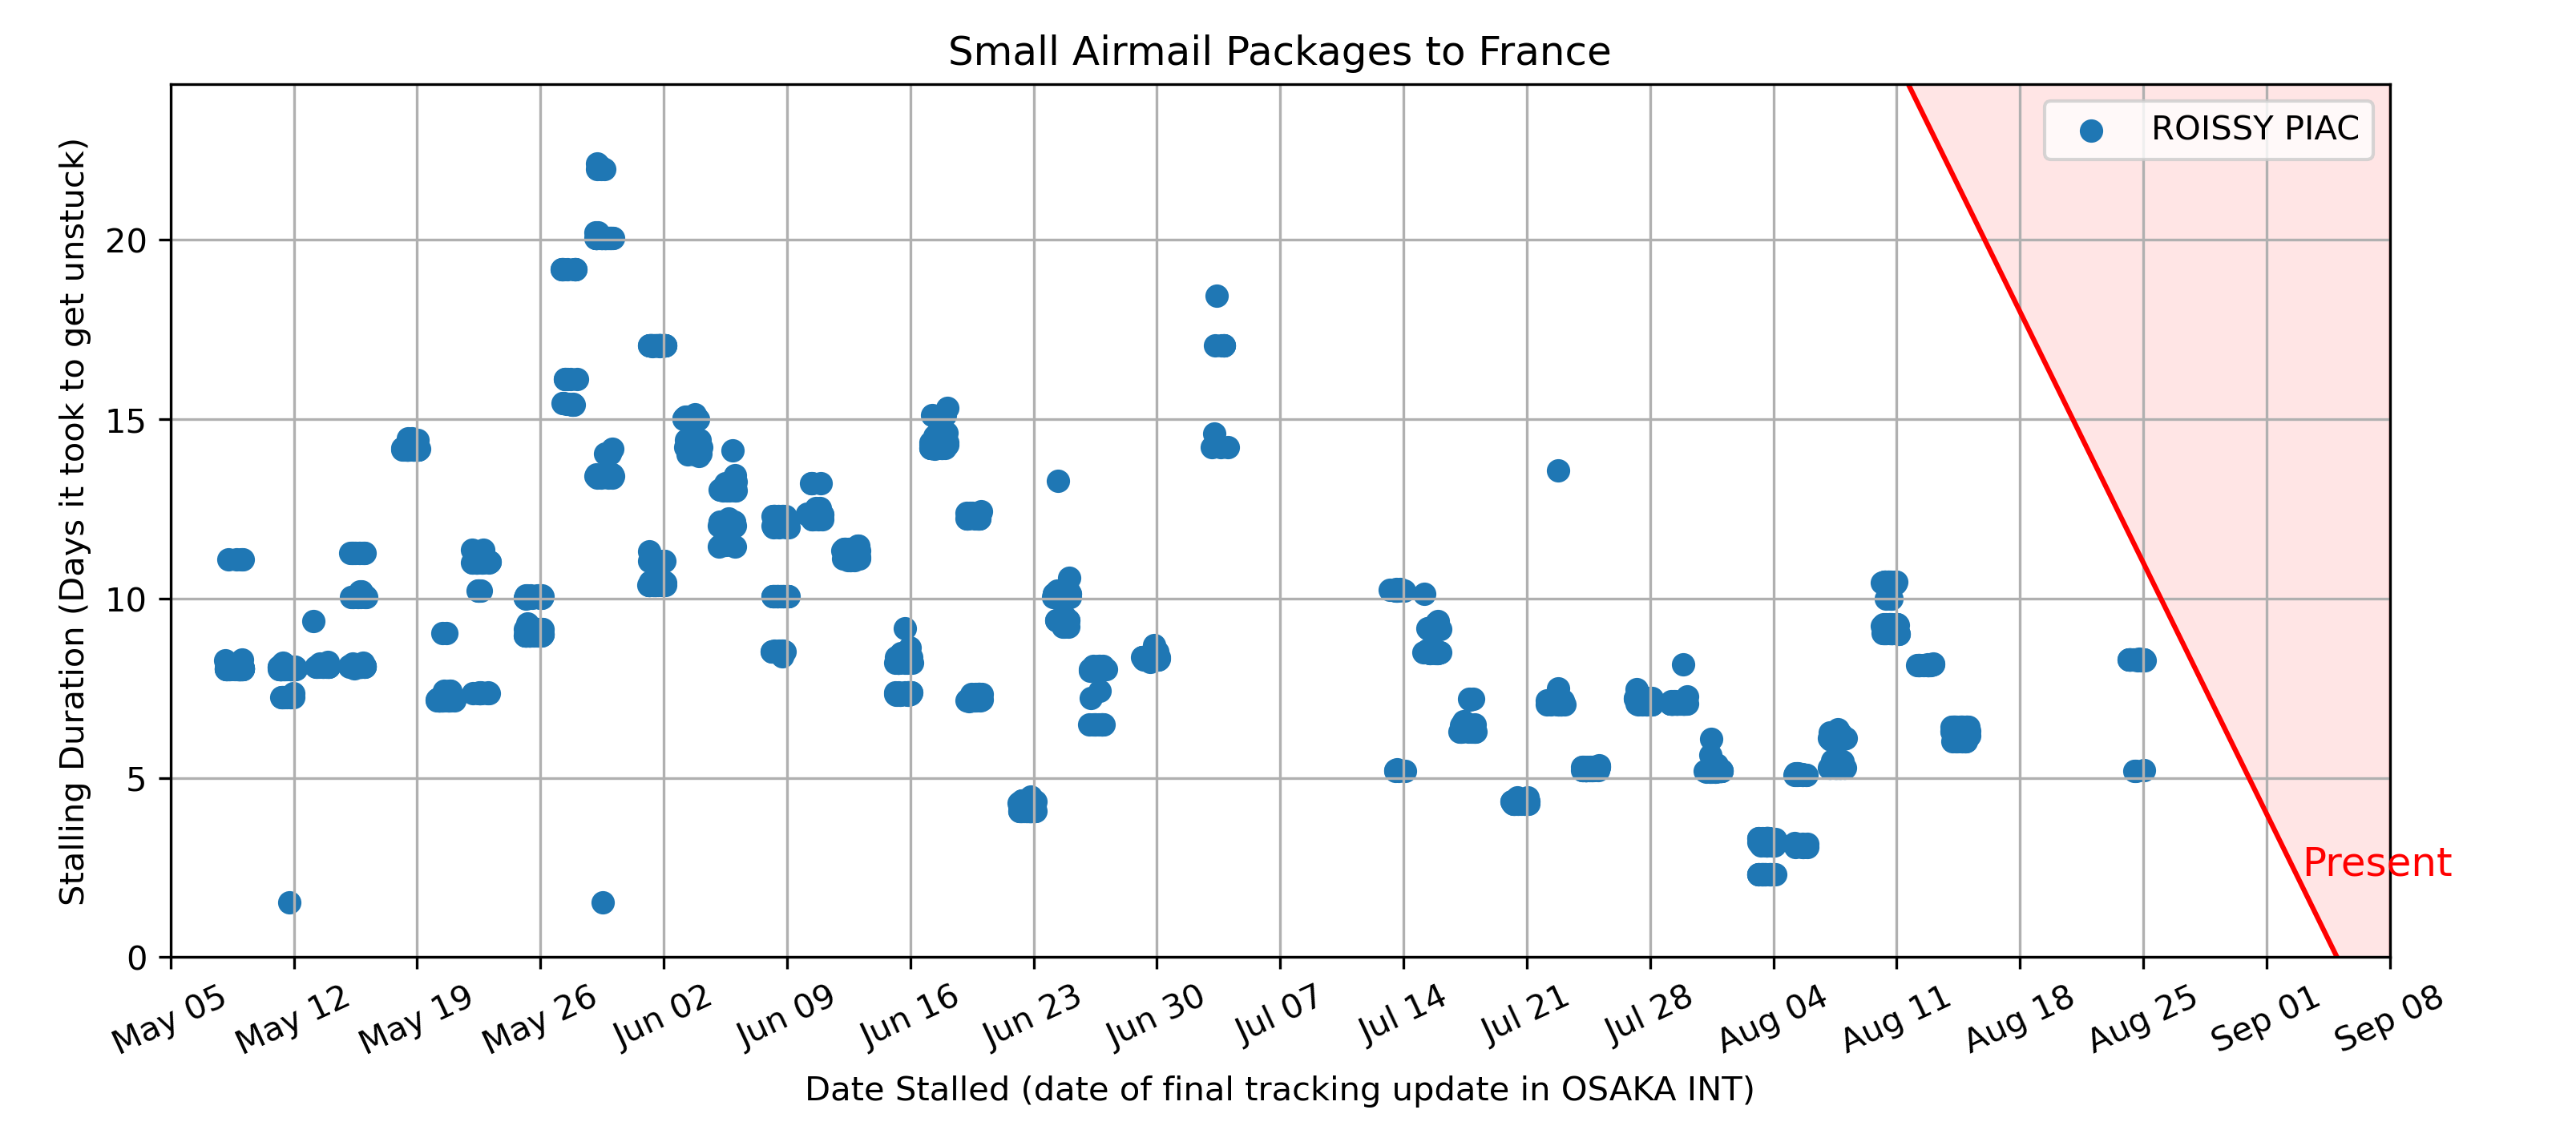 Small Airmail Packages to France
ROISSY PIAC
Stalling Duration (Days it took to get unstuck)
20
15
10
5
0
Present
May 05
May 12
May 19
May 26
Jun 02
Jun 09
Jun 16
Jun 23
Jun 30
Jul 07
Jul 14
Jul 21
Jul 28
Aug 04
Aug 11
Aug 18
Aug 25
Sep 01
Sep 08
Date Stalled (date of final tracking update in OSAKA INT)